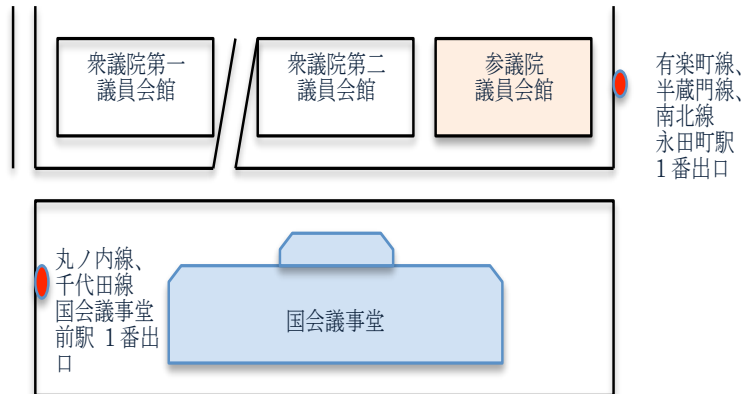 衆議院第一
議員会館
衆議院第二
議員会館
参議院
議員会館
有楽町線、
半蔵門線、
南北線
永田町駅
１番出口
丸ノ内線、
千代田線
国会議事堂
前駅 １番出
口
国会議事堂